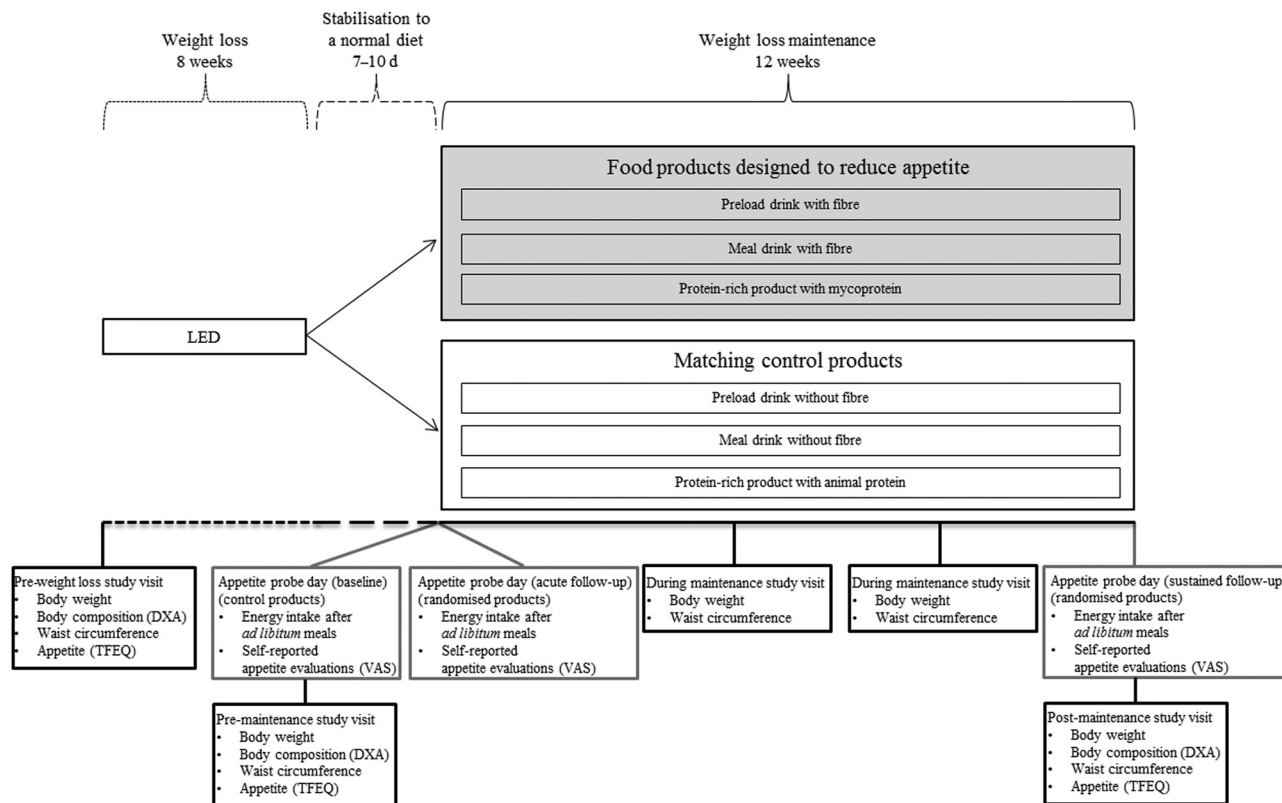 Weight loss
8 weeks
Stabilisation to
a normal diet
7–10 d
Weight loss maintenance
12 weeks
Food products designed to reduce appetite
Preload drink with fibre
Meal drink with fibre
Protein-rich product with mycoprotein
LED
Matching control products
Preload drink without fibre
Meal drink without fibre
Protein-rich product with animal protein
Pre-weight loss study visit
• Body weight
• Body composition (DXA)
• Waist circumference
• Appetite (TFEQ)
Appetite probe day (baseline)
(control products)
• Energy intake after
ad libitum meals
• Self-reported
appetite evaluations (VAS)
Appetite probe day (acute follow-up)
(randomised products)
• Energy intake after
ad libitum meals
• Self-reported
appetite evaluations (VAS)
During maintenance study visit
• Body weight
• Waist circumference
During maintenance study visit
• Body weight
• Waist circumference
Appetite probe day (sustained follow-up)
(randomised products)
• Energy intake after
ad libitum meals
• Self-reported
appetite evaluations (VAS)
Pre-maintenance study visit
• Body weight
• Body composition (DXA)
• Waist circumference
• Appetite (TFEQ)
Post-maintenance study visit
• Body weight
• Body composition (DXA)
• Waist circumference
• Appetite (TFEQ)